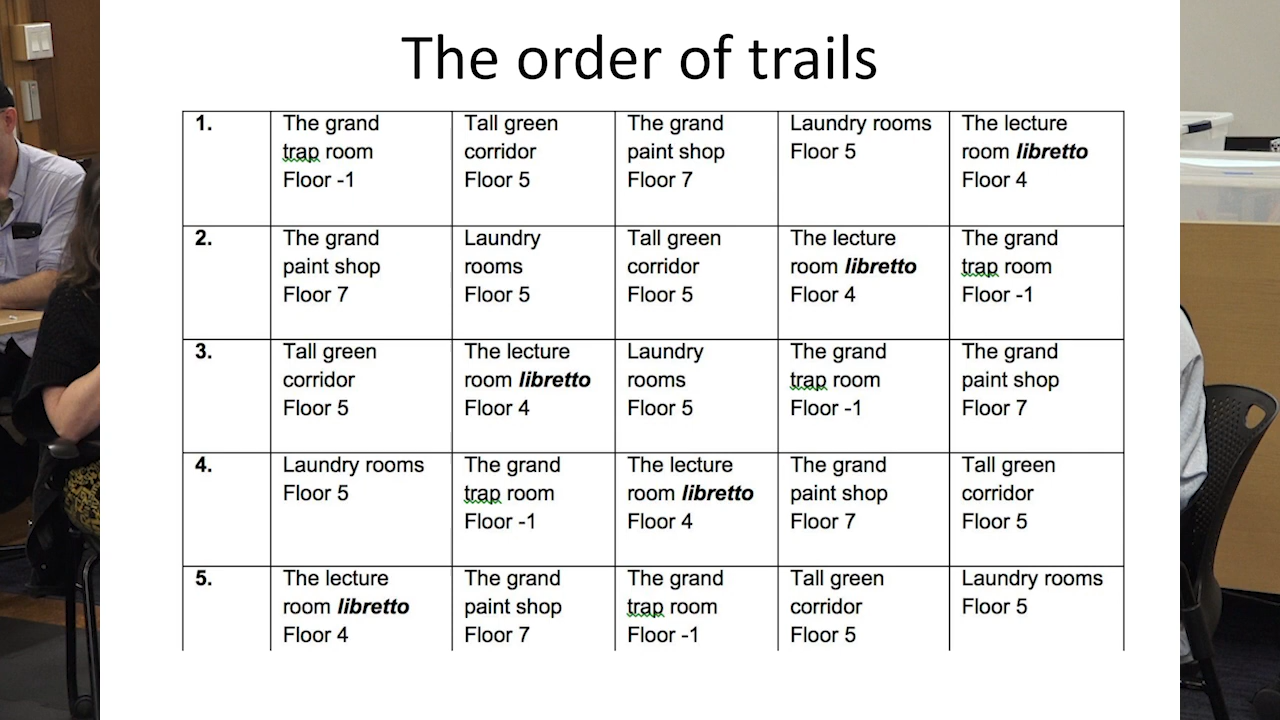 The order of trails
1.
The grand
trap room
Floor -1
Tall green
corridor
Floor 5
The grand
paint shop
Floor 7
Laundry rooms
Floor 5
The lecture
room libretto
Floor 4
2.
The grand
paint shop
Floor 7
Laundry
rooms
Floor 5
Tall green
corridor
Floor 5
The lecture
room libretto
Floor 4
The grand
trap room
Floor -1
3.
Tall green
corridor
Floor 5
The lecture
room libretto
Floor 4
Laundry
rooms
Floor 5
The grand
trap room
Floor -1
The grand
paint shop
Floor 7
4.
Laundry rooms
Floor 5
The grand
trap room
Floor -1
The lecture
room libretto
Floor 4
The grand
paint shop
Floor 7
Tall green
corridor
Floor 5
5.
The lecture
room libretto
Floor 4
The grand
paint shop
Floor 7
The grand
trap room
Floor -1
Tall green
corridor
Floor 5
Laundry rooms
Floor 5